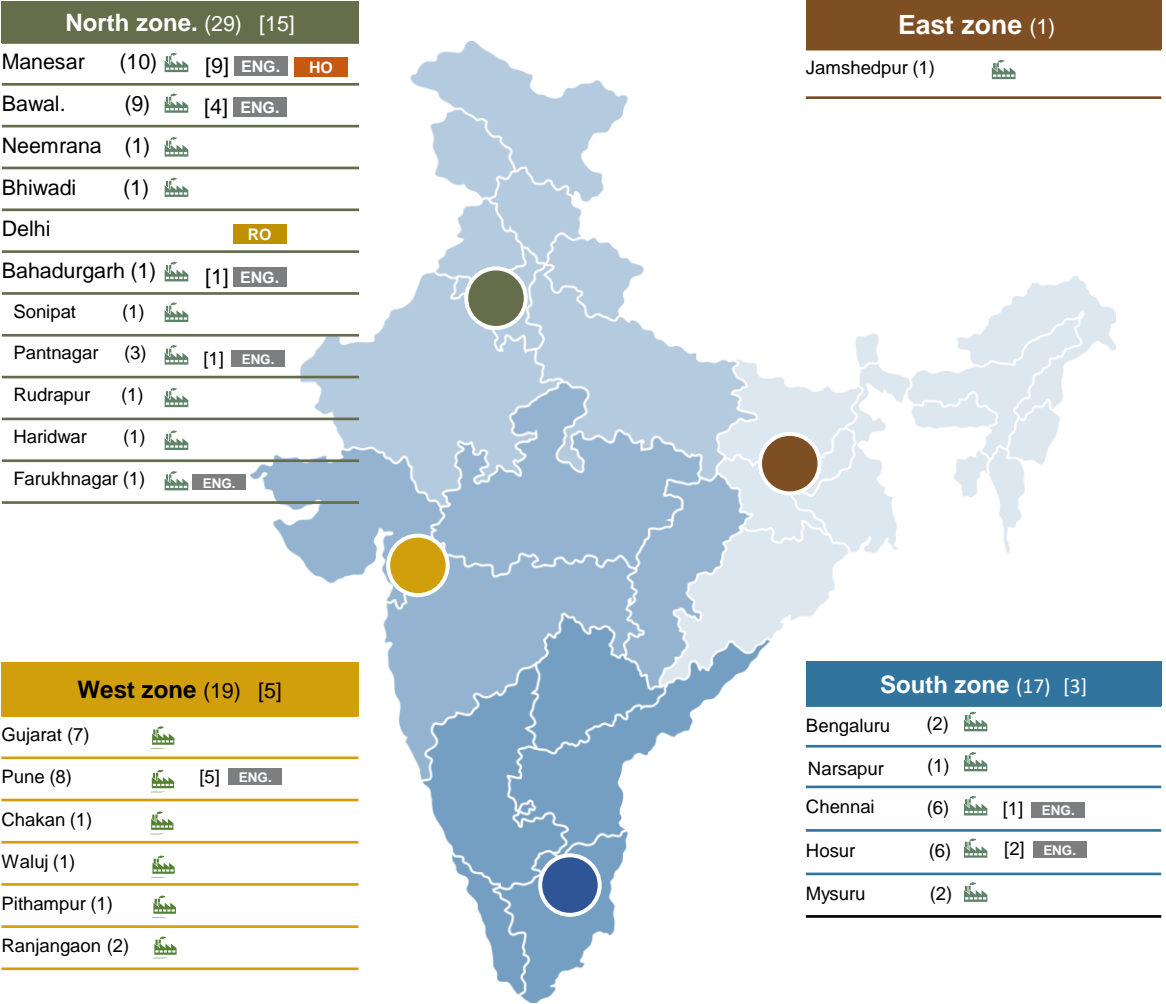 North zone. (29) [15]
Manesar (10) [9] ENG. HO
Bawal. (9) [4] ENG.
Neemrana (1)
Bhiwadi (1)
Delhi RO
Bahadurgarh (1) [1] ENG.
Sonipat (1)
Pantnagar (3) [1] ENG.
Rudrapur (1)
Haridwar (1)
Farukhnagar (1) ENG.
East zone (1)
Jamshedpur (1)
West zone (19) [5]
Gujarat (7)
Pune (8) [5] ENG.
Chakan (1)
Waluj (1)
Pithampur (1)
Ranjangaon (2)
South zone (17) [3]
Bengaluru (2)
Narsapur (1)
Chennai (6) [1] ENG.
Hosur (6) [2] ENG.
Mysuru (2)